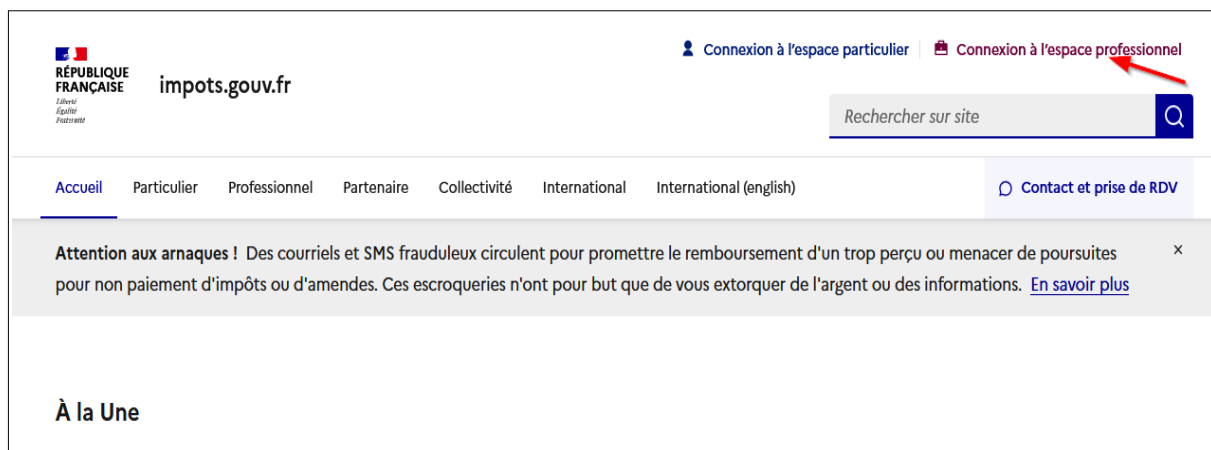 Connexion à l'espace particulier
Connexion à l'espace professionnel
RÉPUBLIQUE
FRANÇAISE
Liberté
Égalité
Fraternité
impots.gouv.fr
Rechercher sur site
Accueil Particulier Professionnel Partenaire Collectivité International International (english) Contact et prise de RDV
Attention aux arnaques ! Des courriels et SMS frauduleux circulent pour promettre le remboursement d'un trop perçu ou menacer de poursuites
pour non paiement d'impôts ou d'amendes. Ces escroqueries n'ont pour but que de vous extorquer de l'argent ou des informations. En savoir plus
À la Une